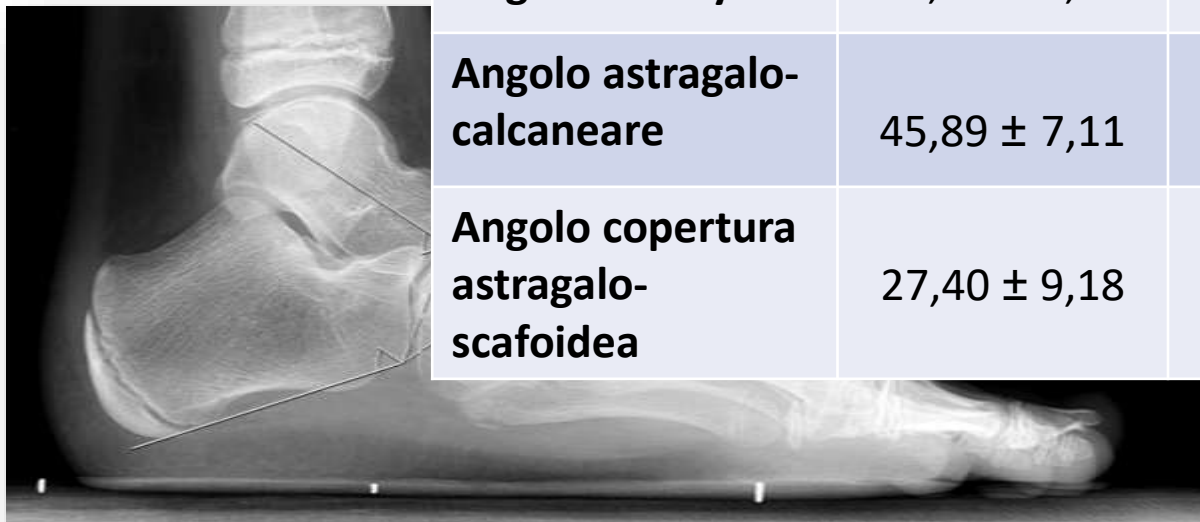 Angolo astragalo-
calcaneare
45,89 ± 7,11
Angolo copertura
astragalo-
scafoidea
27,40 ± 9,18